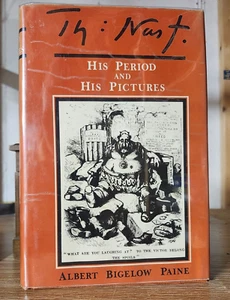 Th: Nast.
HIS PERIOD
AND
HIS PICTURES
"WHAT ARE YOU LAUGHING AT? TO THE VICTOR BELONG
THE SPOILS."
ALBERT BIGELOW PAINE